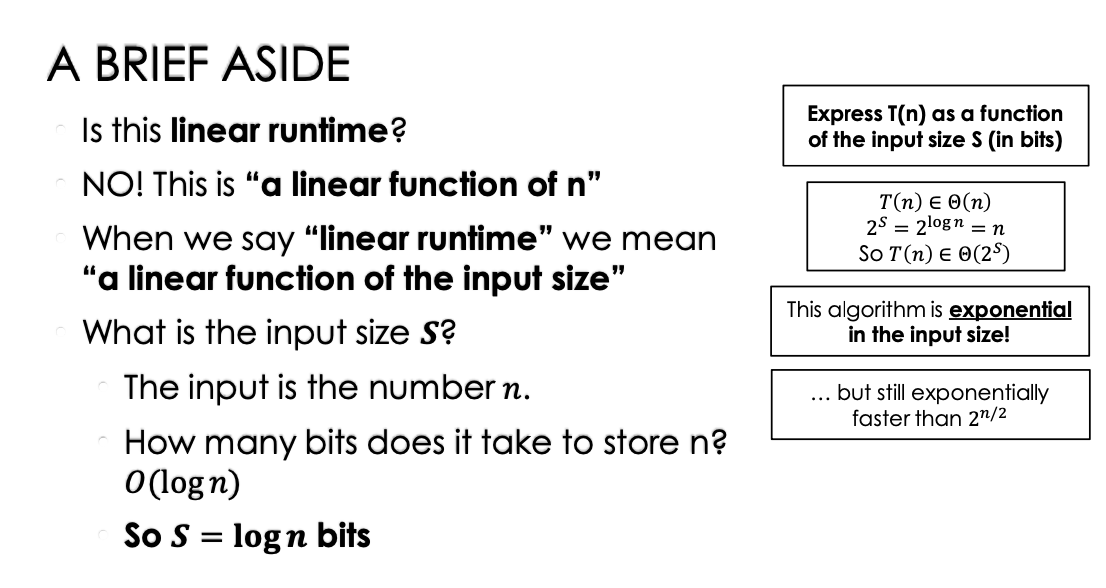 A BRIEF ASIDE
Is this linear runtime?
NO! This is “a linear function of n”
When we say “linear runtime” we mean
“a linear function of the input size”
What is the input size S?
The input is the number n.
How many bits does it take to store n?
O(log n)
So S = log n bits
Express T(n) as a function
of the input size S (in bits)
T(n) ∈ Θ(n)
2^S = 2^{log n} = n
So T(n) ∈ Θ(2^S)
This algorithm is exponential
in the input size!
… but still exponentially
faster than 2^{n/2}